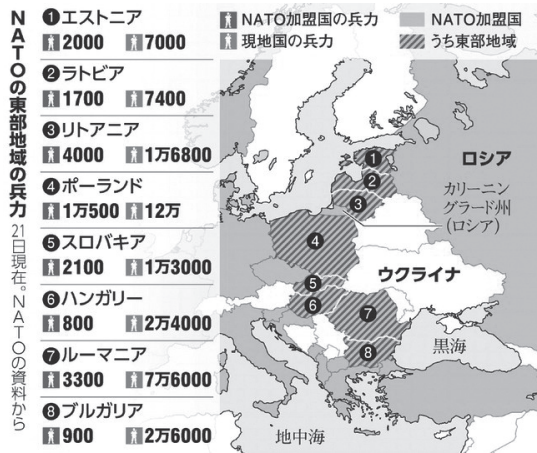 NATOの東部地域の兵力
21日現在。NATOの資料から
❶エストニア
2000 7000
❷ラトビア
1700 7400
❸リトアニア
4000 1万6800
❹ポーランド
1万500 12万
❺スロバキア
2100 1万3000
❻ハンガリー
800 2万4000
❼ルーマニア
3300 7万6000
❽ブルガリア
900 2万6000
NATO加盟国の兵力
現地国の兵力
NATO加盟国
うち東部地域
❶
❷
❸
❹
❺
❻
❼
❽
ロシア
カリーニン
グラード州
(ロシア)
ウクライナ
黒海
地中海